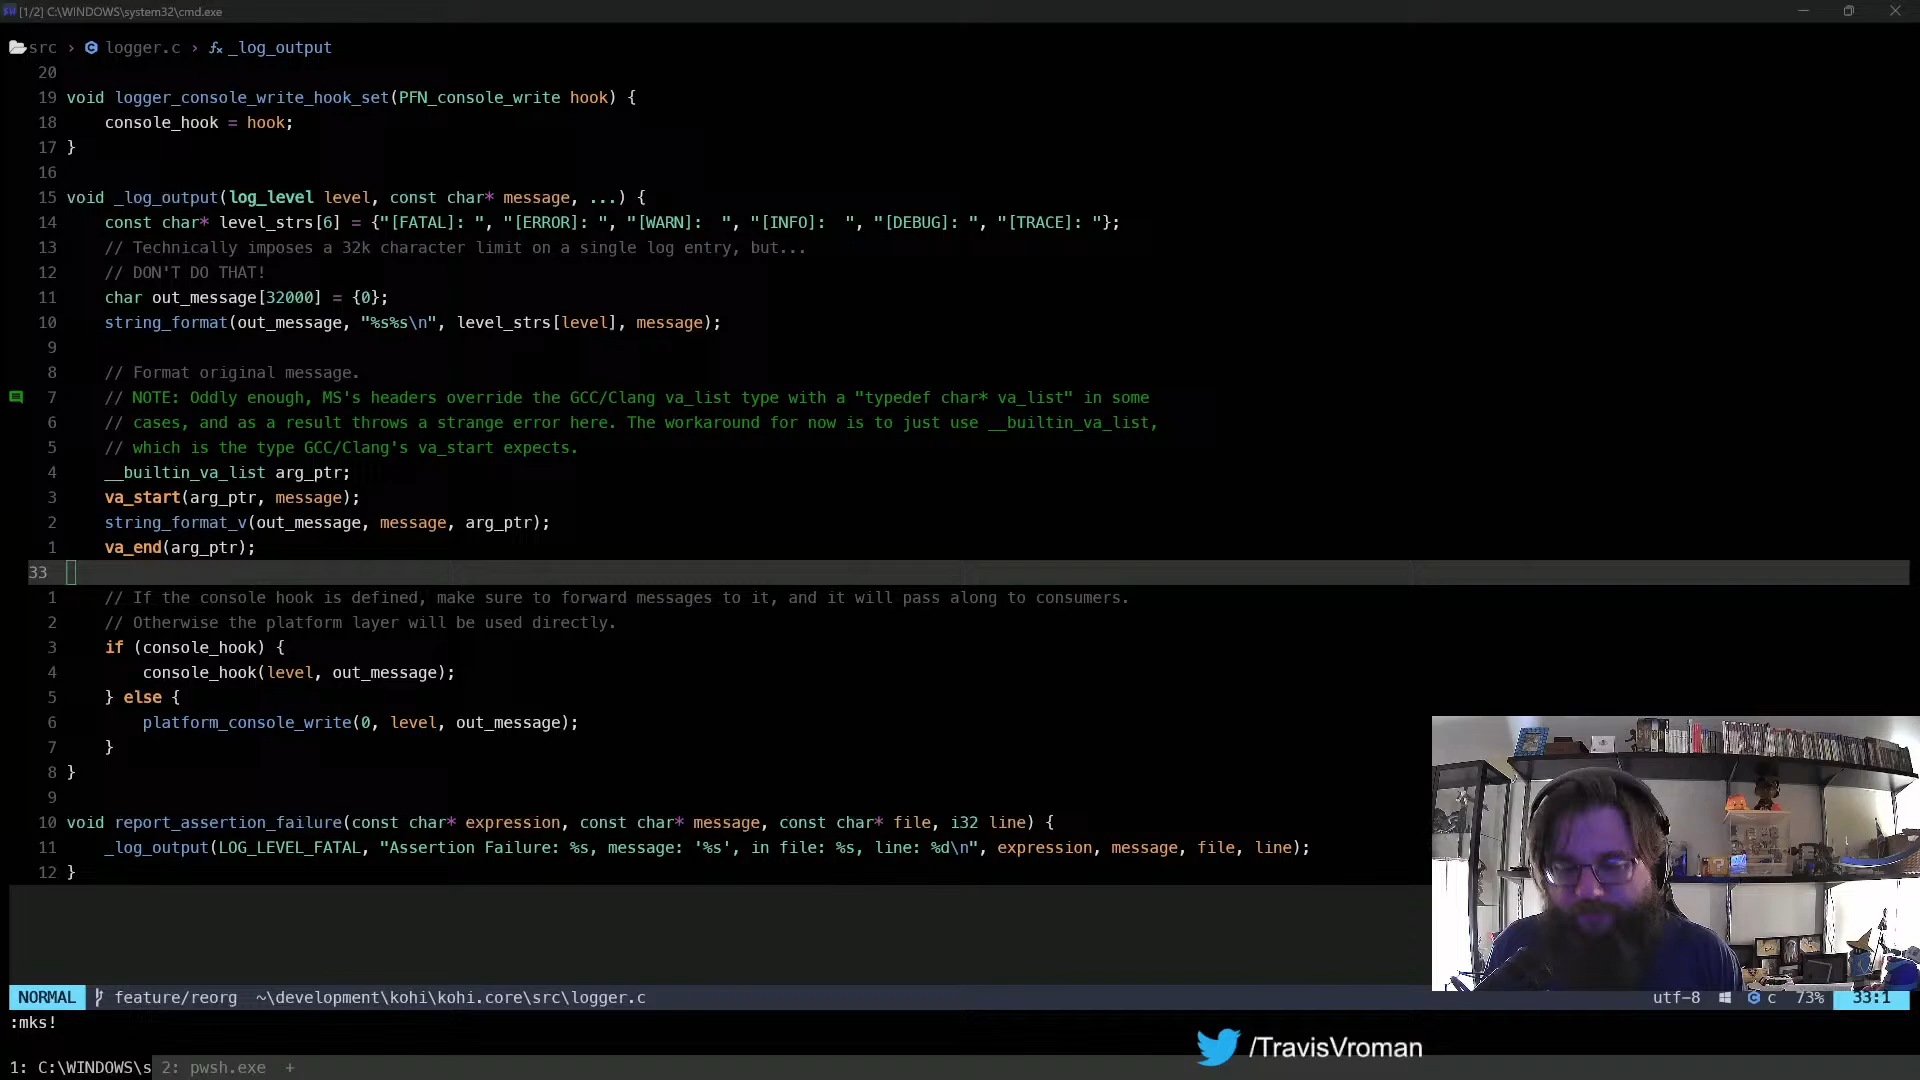 [1/2] C:\WINDOWS\system32\cmd.exe
src › logger.c › _log_output
20
19 void logger_console_write_hook_set(PFN_console_write hook) {
18     console_hook = hook;
17 }
16
15 void _log_output(log_level level, const char* message, ...) {
14     const char* level_strs[6] = {"[FATAL]: ", "[ERROR]: ", "[WARN]:  ", "[INFO]:  ", "[DEBUG]: ", "[TRACE]: "};
13     // Technically imposes a 32k character limit on a single log entry, but...
12     // DON'T DO THAT!
11     char out_message[32000] = {0};
10     string_format(out_message, "%s%s\n", level_strs[level], message);
9
8     // Format original message.
7     // NOTE: Oddly enough, MS's headers override the GCC/Clang va_list type with a "typedef char* va_list" in some
6     // cases, and as a result throws a strange error here. The workaround for now is to just use __builtin_va_list,
5     // which is the type GCC/Clang's va_start expects.
4     __builtin_va_list arg_ptr;
3     va_start(arg_ptr, message);
2     string_format_v(out_message, message, arg_ptr);
1     va_end(arg_ptr);
33
1     // If the console hook is defined, make sure to forward messages to it, and it will pass along to consumers.
2     // Otherwise the platform layer will be used directly.
3     if (console_hook) {
4         console_hook(level, out_message);
5     } else {
6         platform_console_write(0, level, out_message);
7     }
8 }
9
10 void report_assertion_failure(const char* expression, const char* message, const char* file, i32 line) {
11     _log_output(LOG_LEVEL_FATAL, "Assertion Failure: %s, message: '%s', in file: %s, line: %d\n", expression, message, file, line);
12 }
NORMAL feature/reorg ~\development\kohi\kohi.core\src\logger.c utf-8 c 73% 33:1
:mks!
/TravisVroman
1: C:\WINDOWS\s 2: pwsh.exe +